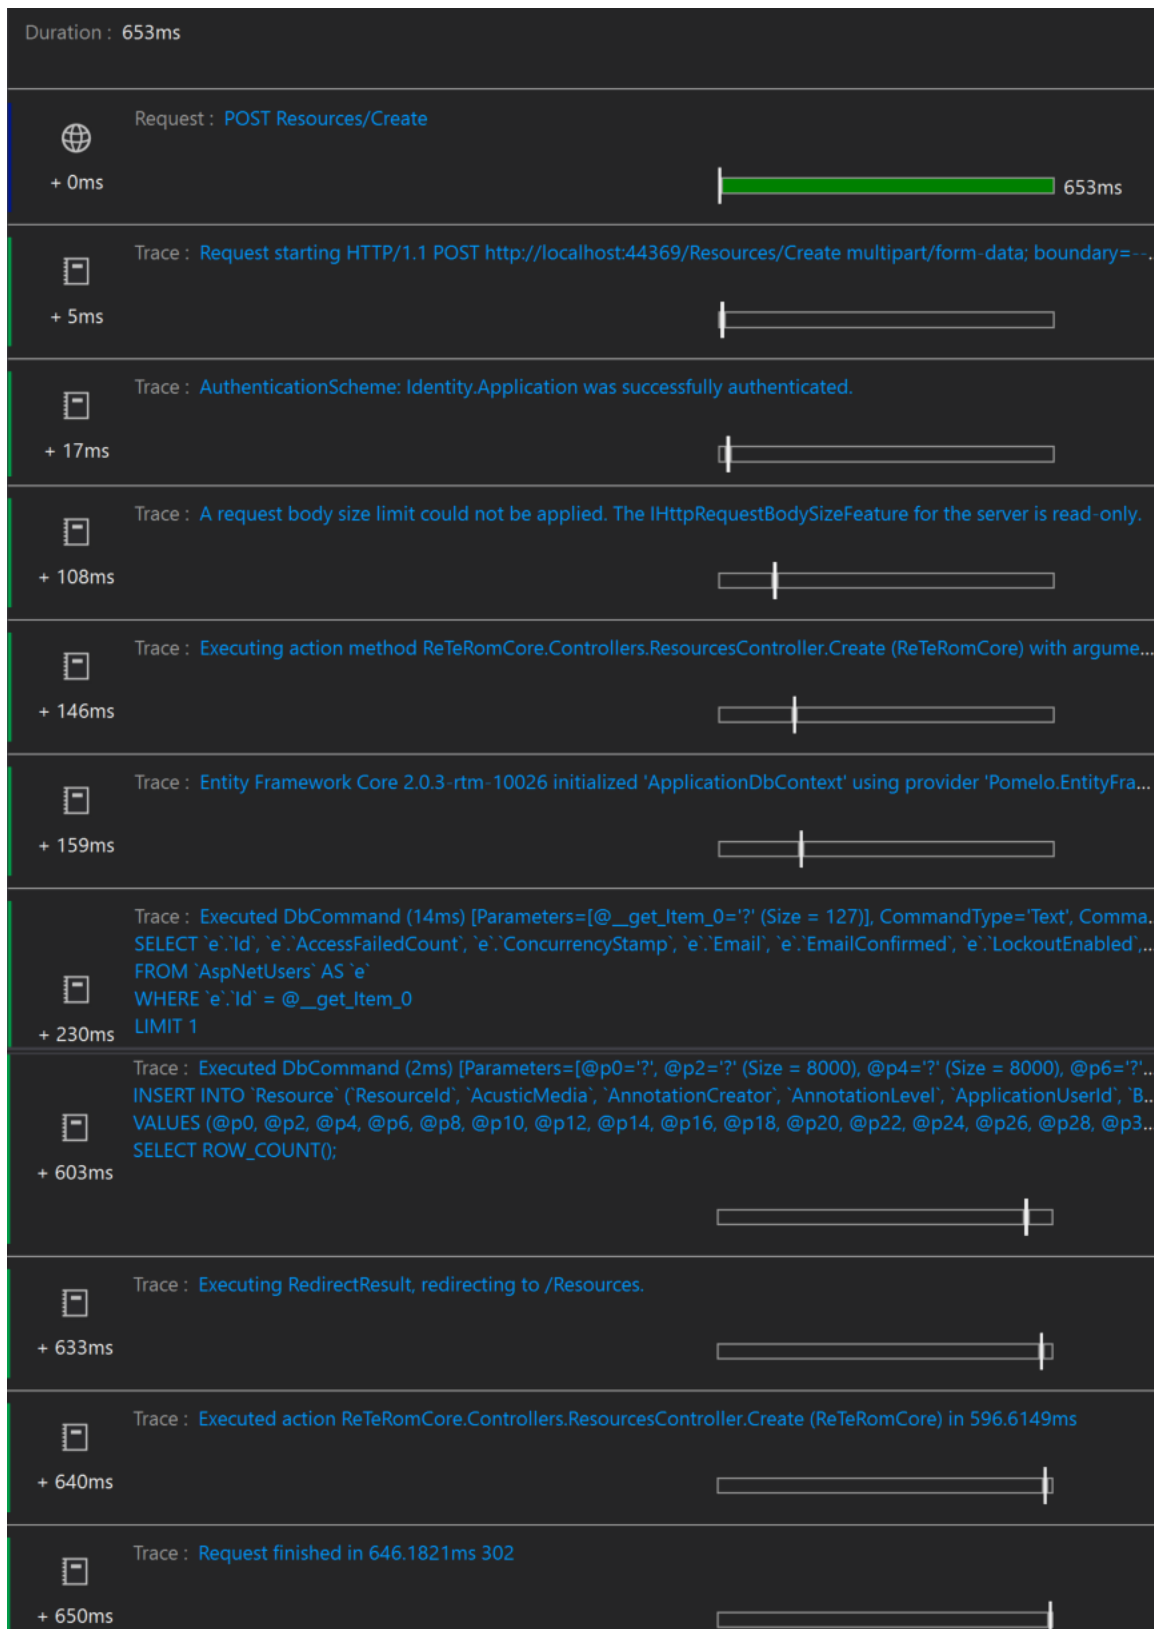 Duration : 653ms
Request : POST Resources/Create
+ 0ms
653ms
Trace : Request starting HTTP/1.1 POST http://localhost:44369/Resources/Create multipart/form-data; boundary=--...
+ 5ms
Trace : AuthenticationScheme: Identity.Application was successfully authenticated.
+ 17ms
Trace : A request body size limit could not be applied. The IHttpRequestBodySizeFeature for the server is read-only.
+ 108ms
Trace : Executing action method ReTeRomCore.Controllers.ResourcesController.Create (ReTeRomCore) with argume...
+ 146ms
Trace : Entity Framework Core 2.0.3-rtm-10026 initialized 'ApplicationDbContext' using provider 'Pomelo.EntityFra...
+ 159ms
Trace : Executed DbCommand (14ms) [Parameters=[@__get_Item_0='?' (Size = 127)], CommandType='Text', Comma...
SELECT `e`.`Id`, `e`.`AccessFailedCount`, `e`.`ConcurrencyStamp`, `e`.`Email`, `e`.`EmailConfirmed`, `e`.`LockoutEnabled`,...
FROM `AspNetUsers` AS `e`
WHERE `e`.`Id` = @__get_Item_0
LIMIT 1
+ 230ms
Trace : Executed DbCommand (2ms) [Parameters=[@p0='?', @p2='?' (Size = 8000), @p4='?' (Size = 8000), @p6='?'...
INSERT INTO `Resource` (`ResourceId`, `AcusticMedia`, `AnnotationCreator`, `AnnotationLevel`, `ApplicationUserId`, `B...
VALUES (@p0, @p2, @p4, @p6, @p8, @p10, @p12, @p14, @p16, @p18, @p20, @p22, @p24, @p26, @p28, @p3...
SELECT ROW_COUNT();
+ 603ms
Trace : Executing RedirectResult, redirecting to /Resources.
+ 633ms
Trace : Executed action ReTeRomCore.Controllers.ResourcesController.Create (ReTeRomCore) in 596.6149ms
+ 640ms
Trace : Request finished in 646.1821ms 302
+ 650ms